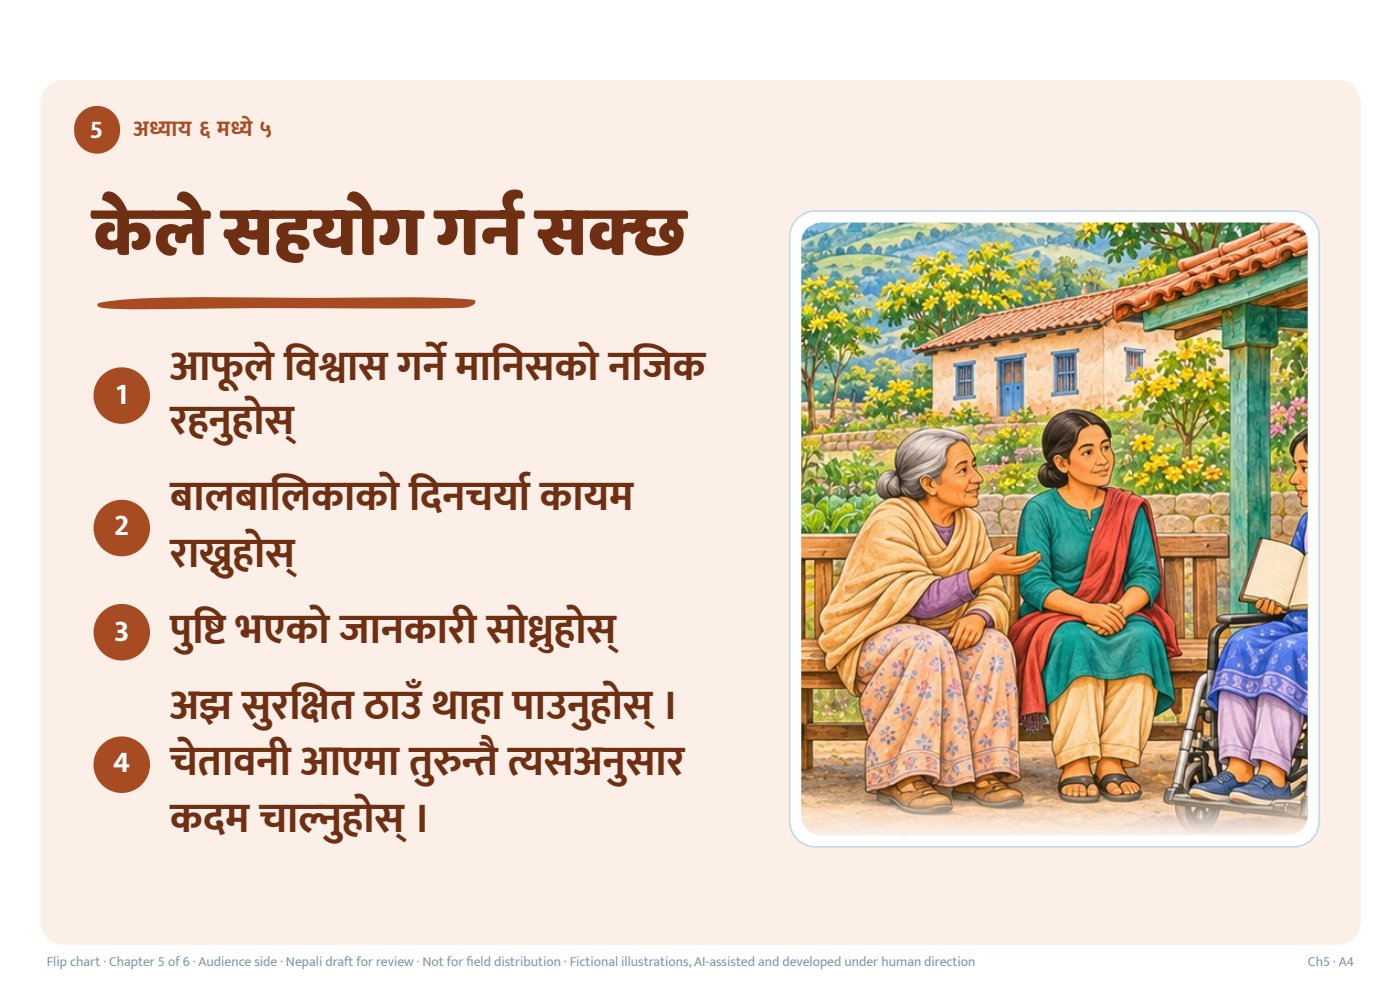 5 अध्याय ६ मध्ये ५
केले सहयोग गर्न सक्छ
1 आफूले विश्वास गर्ने मानिसको नजिक
रहनुहोस्
2 बालबालिकाको दिनचर्या कायम
राख्नुहोस्
3 पुष्टि भएको जानकारी सोध्नुहोस्
अझ सुरक्षित ठाउँ थाहा पाउनुहोस् ।
4 चेतावनी आएमा तुरुन्तै त्यसअनुसार
कदम चाल्नुहोस् ।
Flip chart · Chapter 5 of 6 · Audience side · Nepali draft for review · Not for field distribution · Fictional illustrations, AI-assisted and developed under human direction
Ch5 · A4